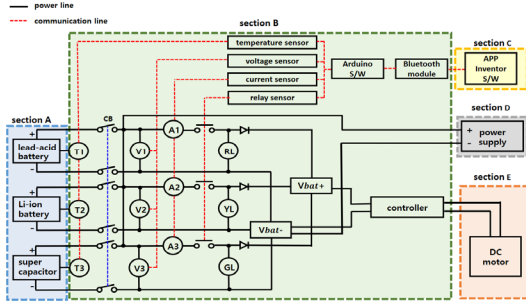 power line
communication line
section B
temperature sensor
voltage sensor
current sensor
relay sensor
Arduino
S/W
Bluetooth
module
section C
APP
Inventor
S/W
section A
CB
section D
+
-
power
supply
+
lead-acid
battery
-
T1
V1
A1
RL
+
Li-ion
battery
-
T2
V2
A2
YL
Vbat+
Vbat-
controller
section E
DC
motor
+
super
capacitor
-
T3
V3
A3
GL